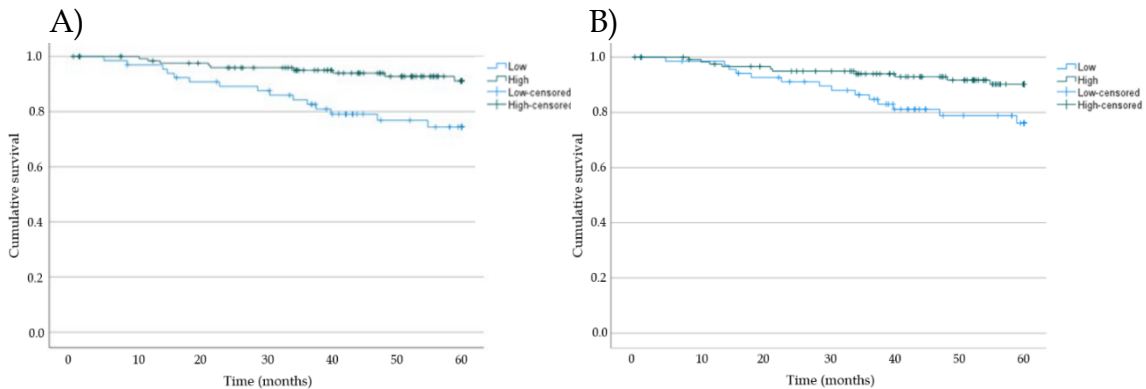 A)
1.0
0.8
0.6
0.4
0.2
0.0
Cumulative survival
0 10 20 30 40 50 60
Time (months)
Low
High
Low-censored
High-censored
B)
1.0
0.8
0.6
0.4
0.2
0.0
Cumulative survival
0 10 20 30 40 50 60
Time (months)
Low
High
Low-censored
High-censored